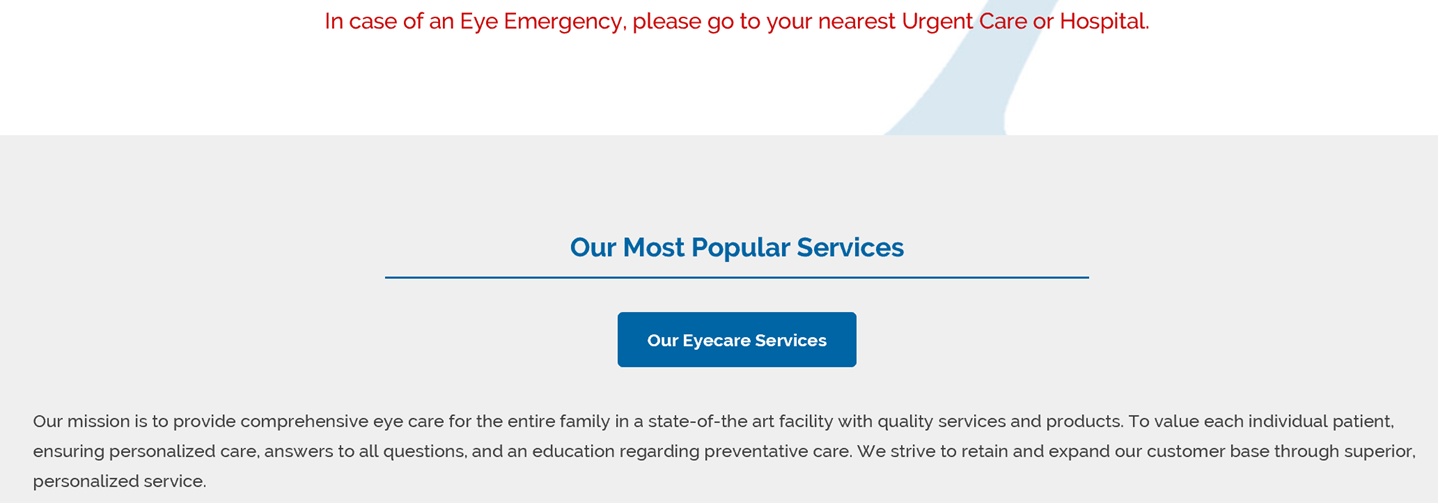 In case of an Eye Emergency, please go to your nearest Urgent Care or Hospital.
Our Most Popular Services
Our Eyecare Services
Our mission is to provide comprehensive eye care for the entire family in a state-of-the art facility with quality services and products. To value each individual patient,
ensuring personalized care, answers to all questions, and an education regarding preventative care. We strive to retain and expand our customer base through superior,
personalized service.